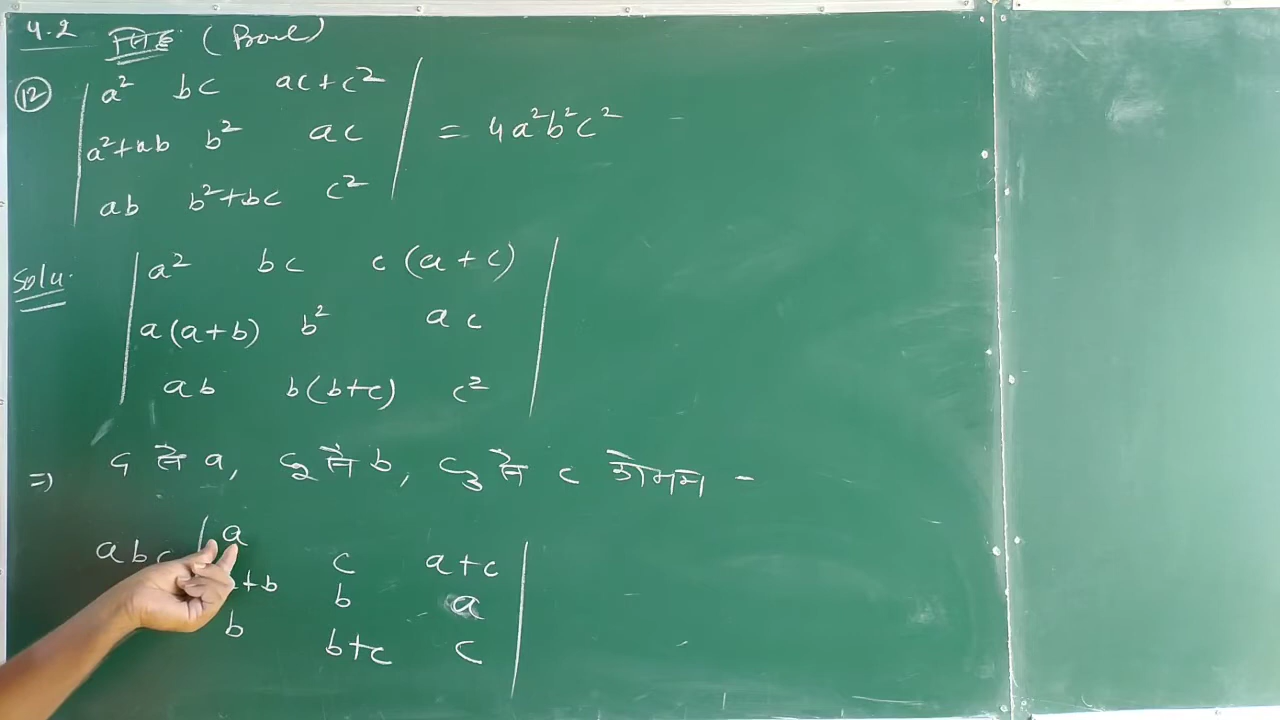 4.2 सिद्ध (Prove)
(12) | a² bc ac+c² |
| a²+ab b² ac | = 4a²b²c²
| ab b²+bc c² |
Solu. | a² bc c(a+c) |
| a(a+b) b² ac |
| ab b(b+c) c² |
=) C₁ से a, C₂ से b, C₃ से c कॉमन -
abc | a c a+c |
+b b a |
b b+c c |